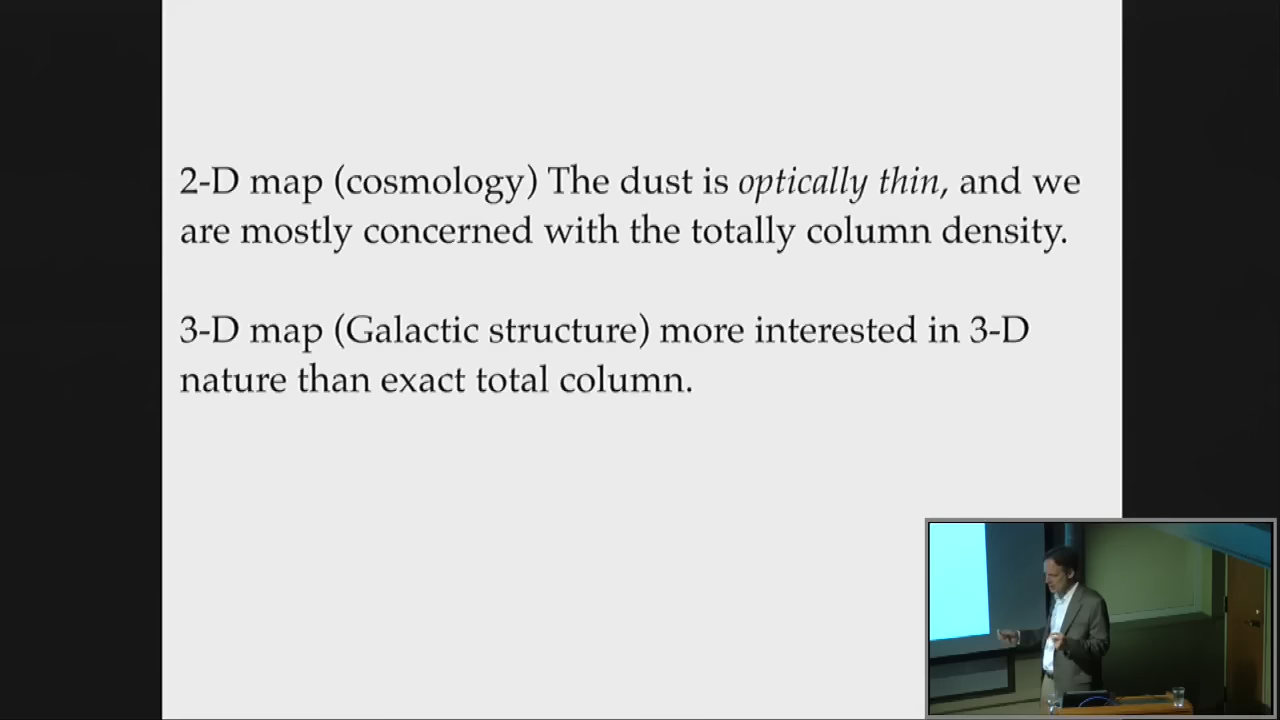 2-D map (cosmology) The dust is optically thin, and we
are mostly concerned with the totally column density.
3-D map (Galactic structure) more interested in 3-D
nature than exact total column.